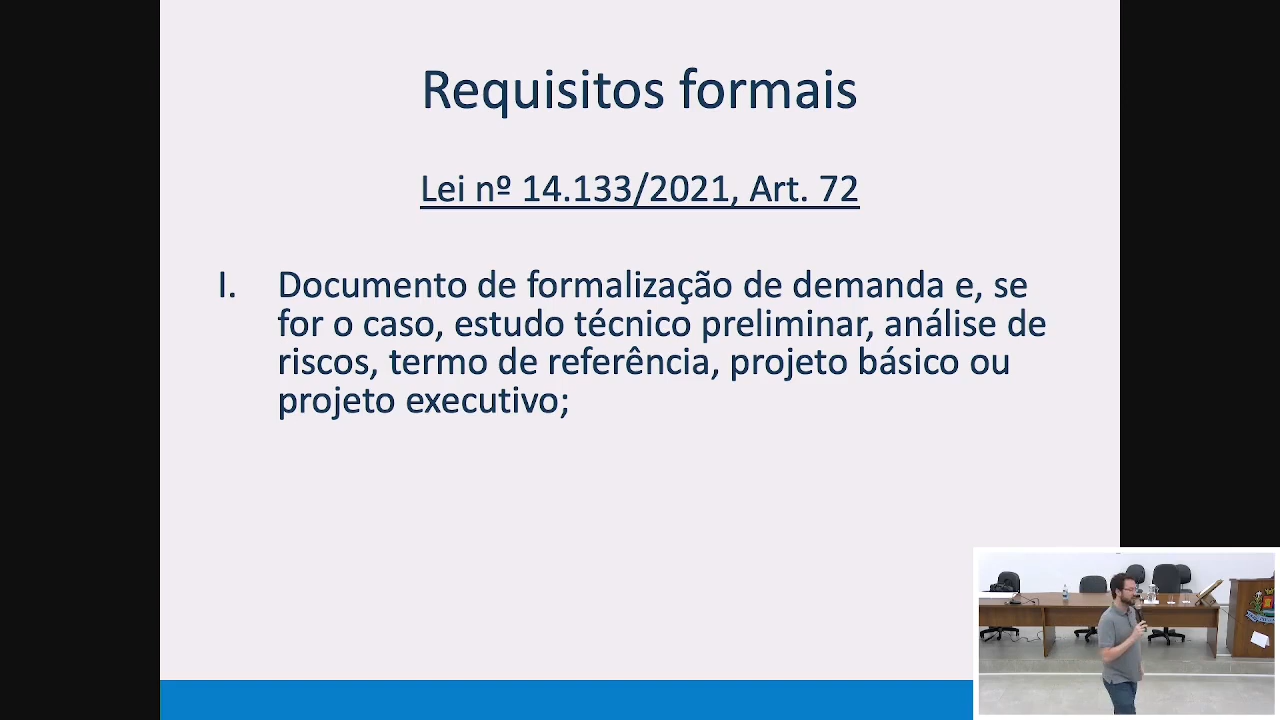 Requisitos formais
Lei nº 14.133/2021, Art. 72
I. Documento de formalização de demanda e, se
for o caso, estudo técnico preliminar, análise de
riscos, termo de referência, projeto básico ou
projeto executivo;